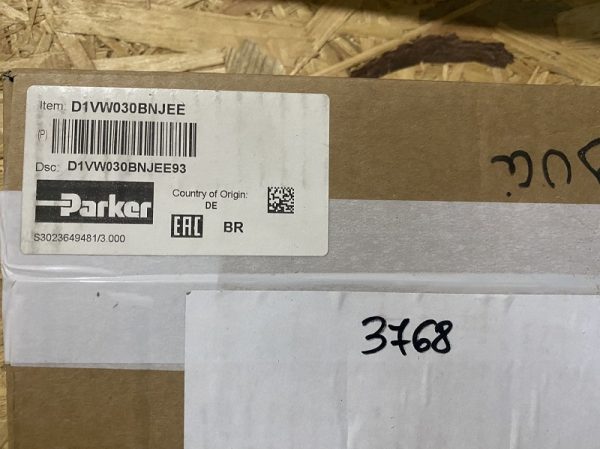 Item: D1VW030BNJEE
(P)
Dsc: D1VW030BNJEE93
Parker
Country of Origin:
DE
EAC
BR
S3023649481/3.000
3768